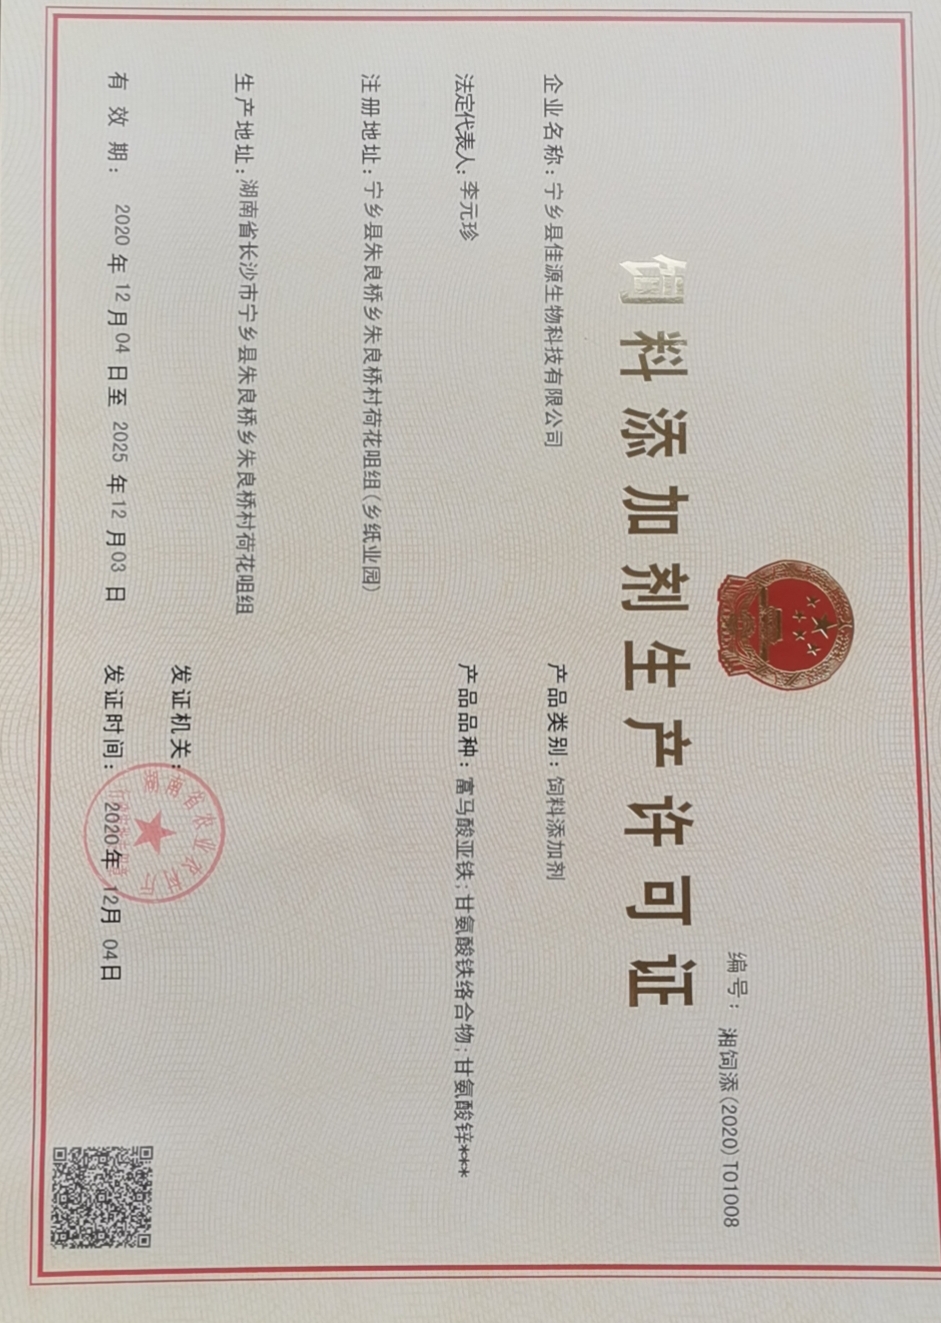 编号： 湘饲添(2020)T01008
饲料添加剂生产许可证
企业名称：宁乡县佳源生物科技有限公司
产品类别：饲料添加剂
法定代表人：李元珍
产品品种：富马酸亚铁;甘氨酸铁络合物;甘氨酸锌***
注册地址：宁乡县朱良桥乡朱良桥村荷花咀组(乡纸业园)
生产地址：湖南省长沙市宁乡县朱良桥乡朱良桥村荷花咀组
发证机关：
湖南省农业农村厅
有效期： 2020年12月04日至 2025年12月03日
发证时间： 2020年 12月 04日